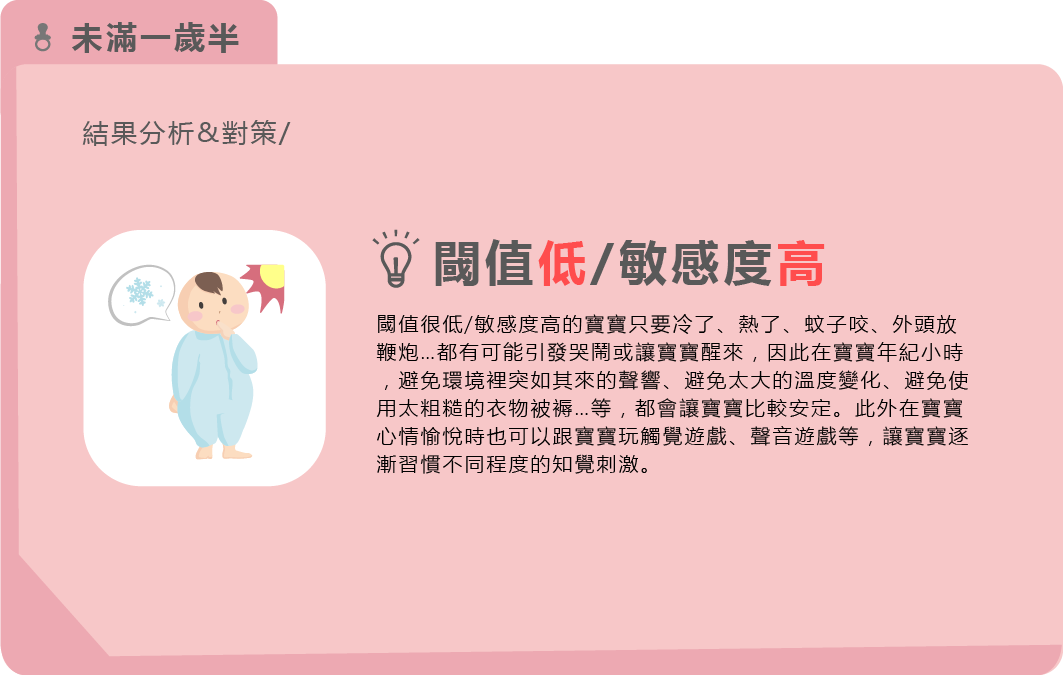 未滿一歲半
結果分析&對策/
閾值低/敏感度高
閾值很低/敏感度高的寶寶只要冷了、熱了、蚊子咬、外頭放
鞭炮...都有可能引發哭鬧或讓寶寶醒來，因此在寶寶年紀小時
，避免環境裡突如其來的聲響、避免太大的溫度變化、避免使
用太粗糙的衣物被褥...等，都會讓寶寶比較安定。此外在寶寶
心情愉悅時也可以跟寶寶玩觸覺遊戲、聲音遊戲等，讓寶寶逐
漸習慣不同程度的知覺刺激。